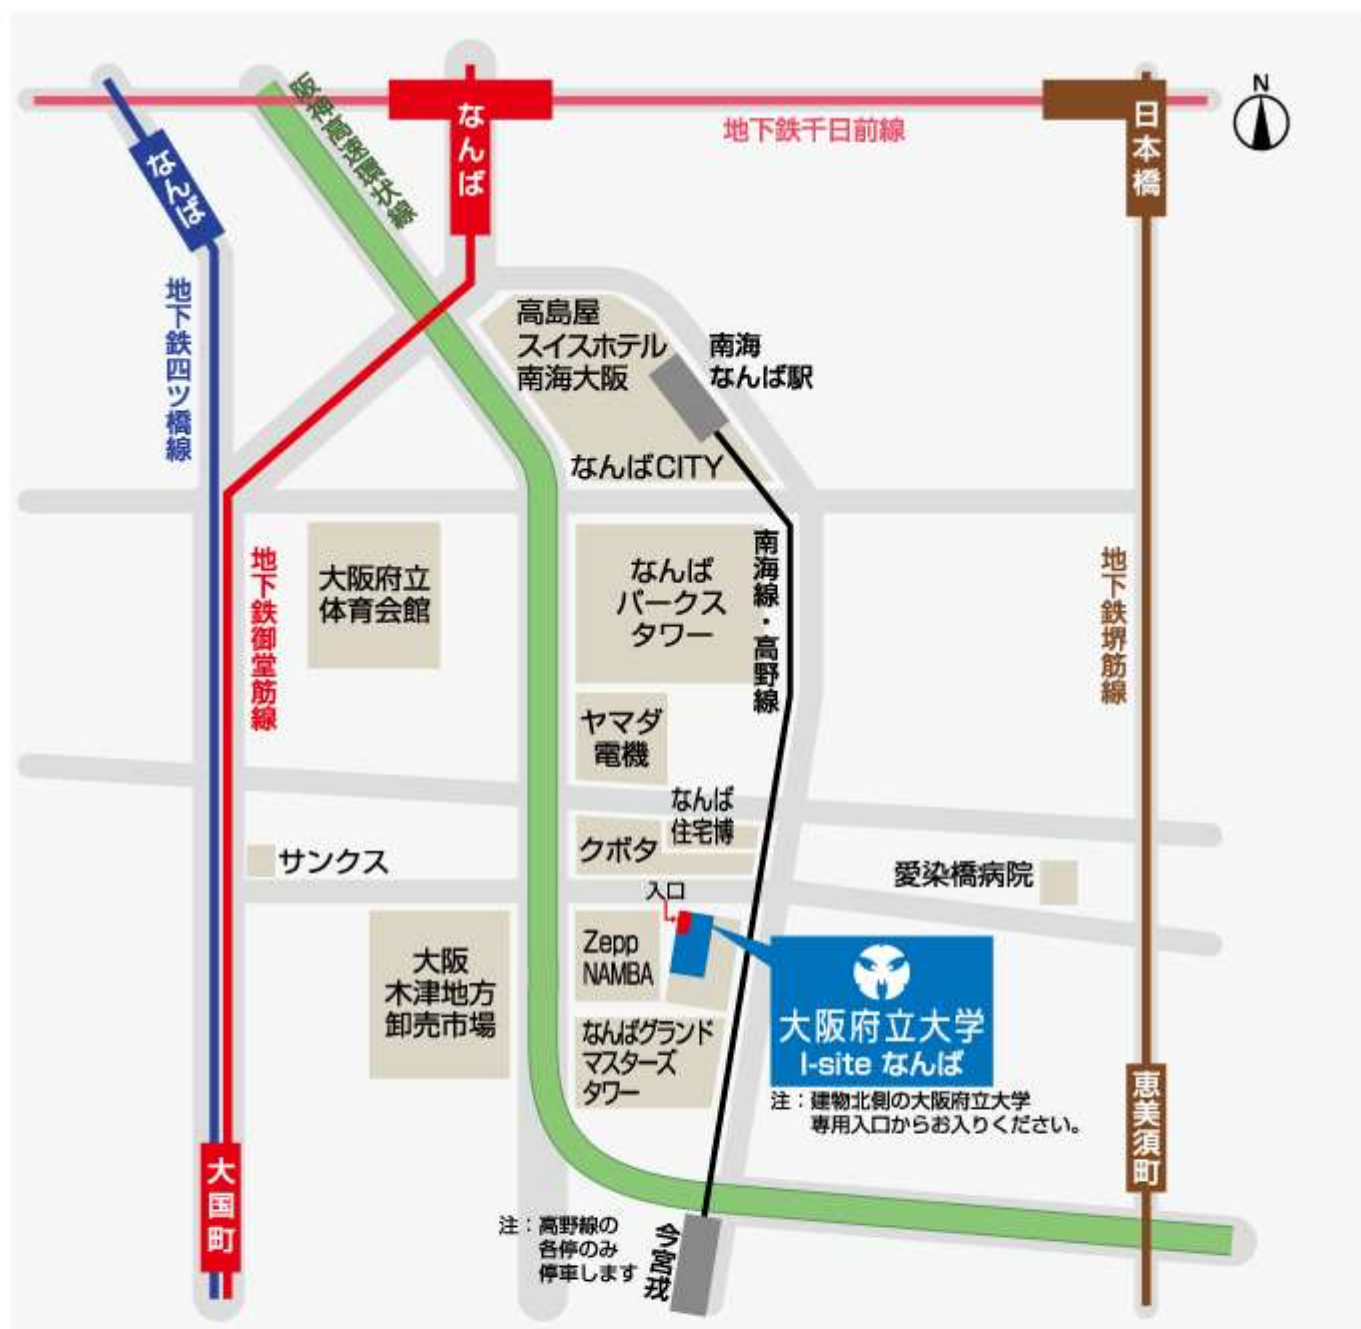 N
阪神高速環状線
なんば
なんば
地下鉄千日前線
日本橋
地下鉄四ツ橋線
高島屋
スイスホテル
南海大阪
南海
なんば駅
なんばCITY
地下鉄御堂筋線
大阪府立
体育会館
なんば
パークス
タワー
南海線・高野線
地下鉄堺筋線
ヤマダ
電機
なんば
住宅博
クボタ
サンクス
愛染橋病院
入口
Zepp
NAMBA
大阪
木津地方
卸売市場
大阪府立大学
I-site なんば
なんばグランド
マスターズ
タワー
注：建物北側の大阪府立大学
専用入口からお入りください。
恵美須町
大国町
注：高野線の
各停のみ
停車します
今宮戎